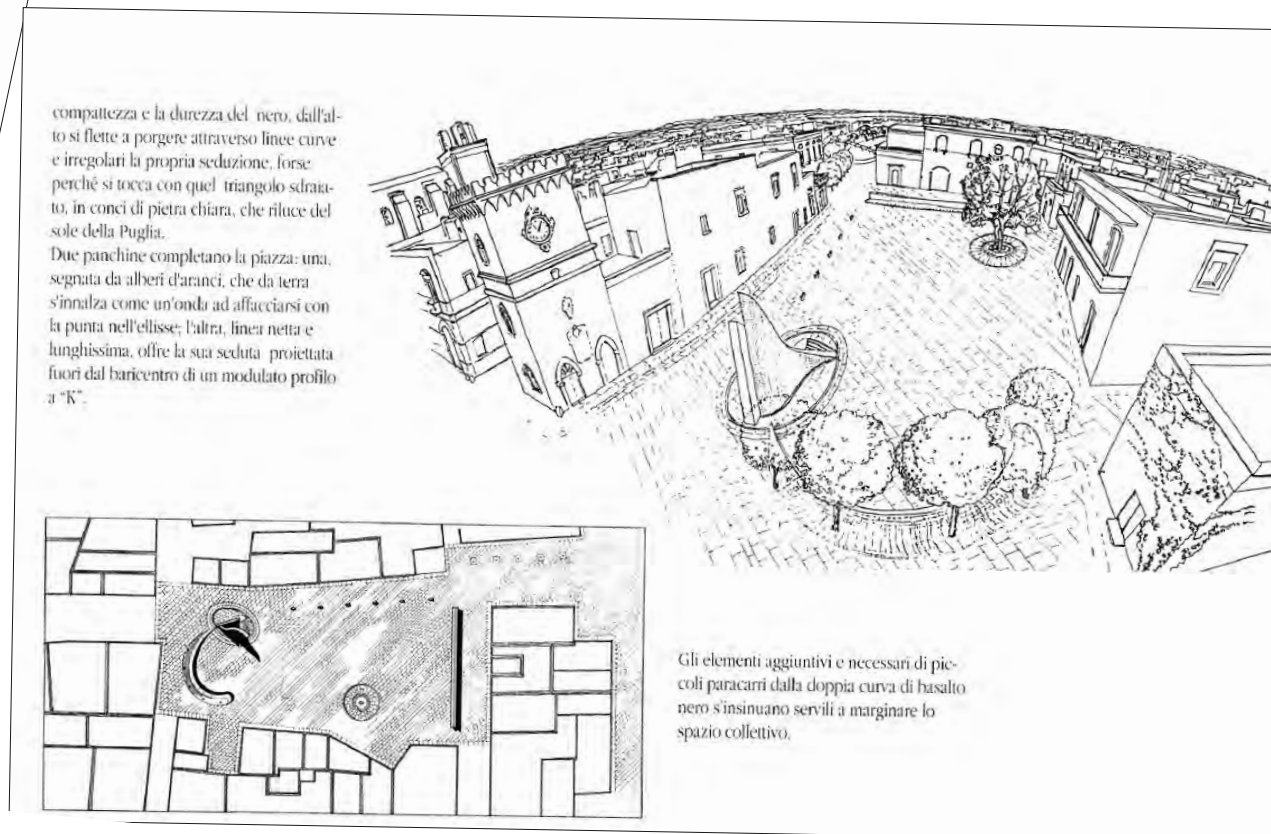 compattezza e la durezza del nero, dall'al-
to si flette a porgere attraverso linee curve
e irregolari la propria seduzione, forse
perché si tocca con quel triangolo sdraia-
to, in conci di pietra chiara, che riluce del
sole della Puglia.
Due panchine completano la piazza: una,
segnata da alberi d'aranci, che da terra
s'innalza come un'onda ad affacciarsi con
la punta nell'ellisse; l'altra, linea netta e
lunghissima, offre la sua seduta proiettata
fuori dal baricentro di un modulato profilo
a "K".
Gli elementi aggiuntivi e necessari di pic-
coli paracarri dalla doppia curva di basalto
nero s'insinuano servili a marginare lo
spazio collettivo.